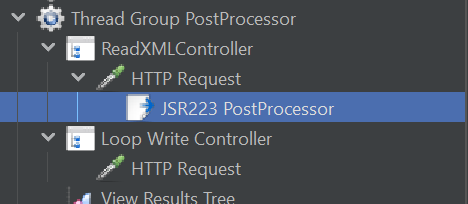 Thread Group PostProcessor
ReadXMLController
HTTP Request
JSR223 PostProcessor
Loop Write Controller
HTTP Request
View Results Tree